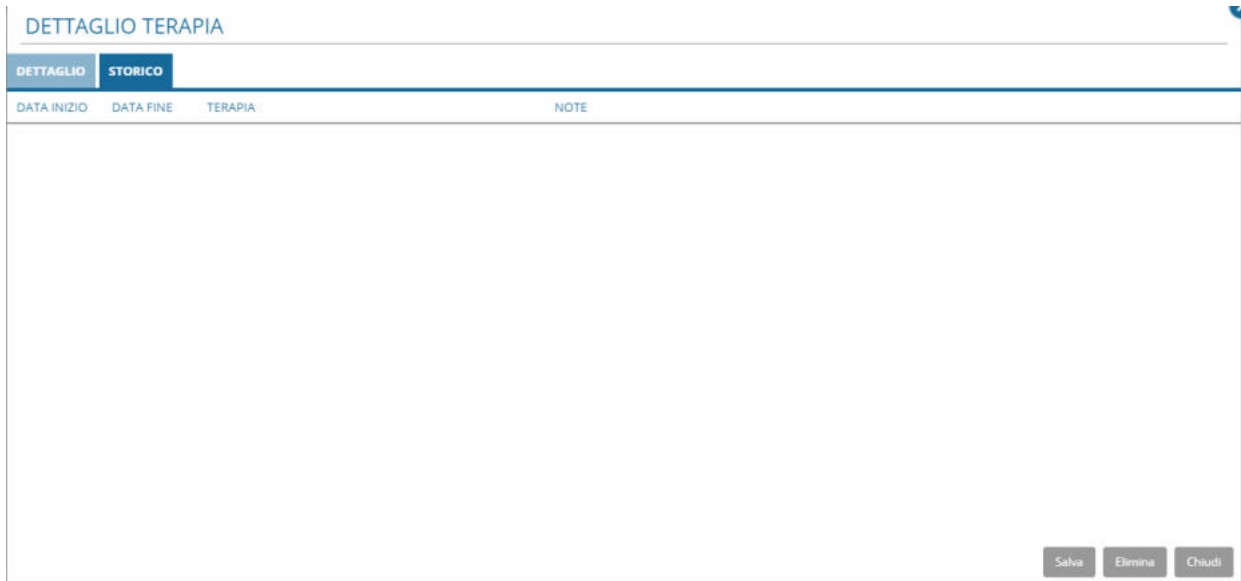 DETTAGLIO TERAPIA
DETTAGLIO STORICO
DATA INIZIO DATA FINE TERAPIA NOTE
Salva Elimina Chiudi